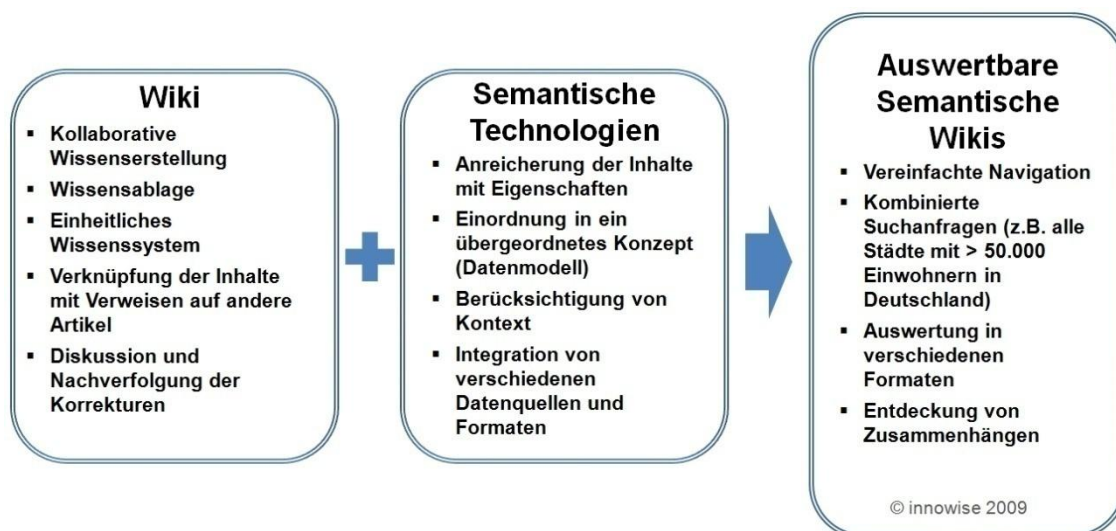 Wiki
▪ Kollaborative
Wissenserstellung
▪ Wissensablage
▪ Einheitliches
Wissenssystem
▪ Verknüpfung der Inhalte
mit Verweisen auf andere
Artikel
▪ Diskussion und
Nachverfolgung der
Korrekturen
Semantische
Technologien
▪ Anreicherung der Inhalte
mit Eigenschaften
▪ Einordnung in ein
übergeordnetes Konzept
(Datenmodell)
▪ Berücksichtigung von
Kontext
▪ Integration von
verschiedenen
Datenquellen und
Formaten
Auswertbare
Semantische
Wikis
▪ Vereinfachte Navigation
▪ Kombinierte
Suchanfragen (z.B. alle
Städte mit > 50.000
Einwohnern in
Deutschland)
▪ Auswertung in
verschiedenen
Formaten
▪ Entdeckung von
Zusammenhängen
© innowise 2009